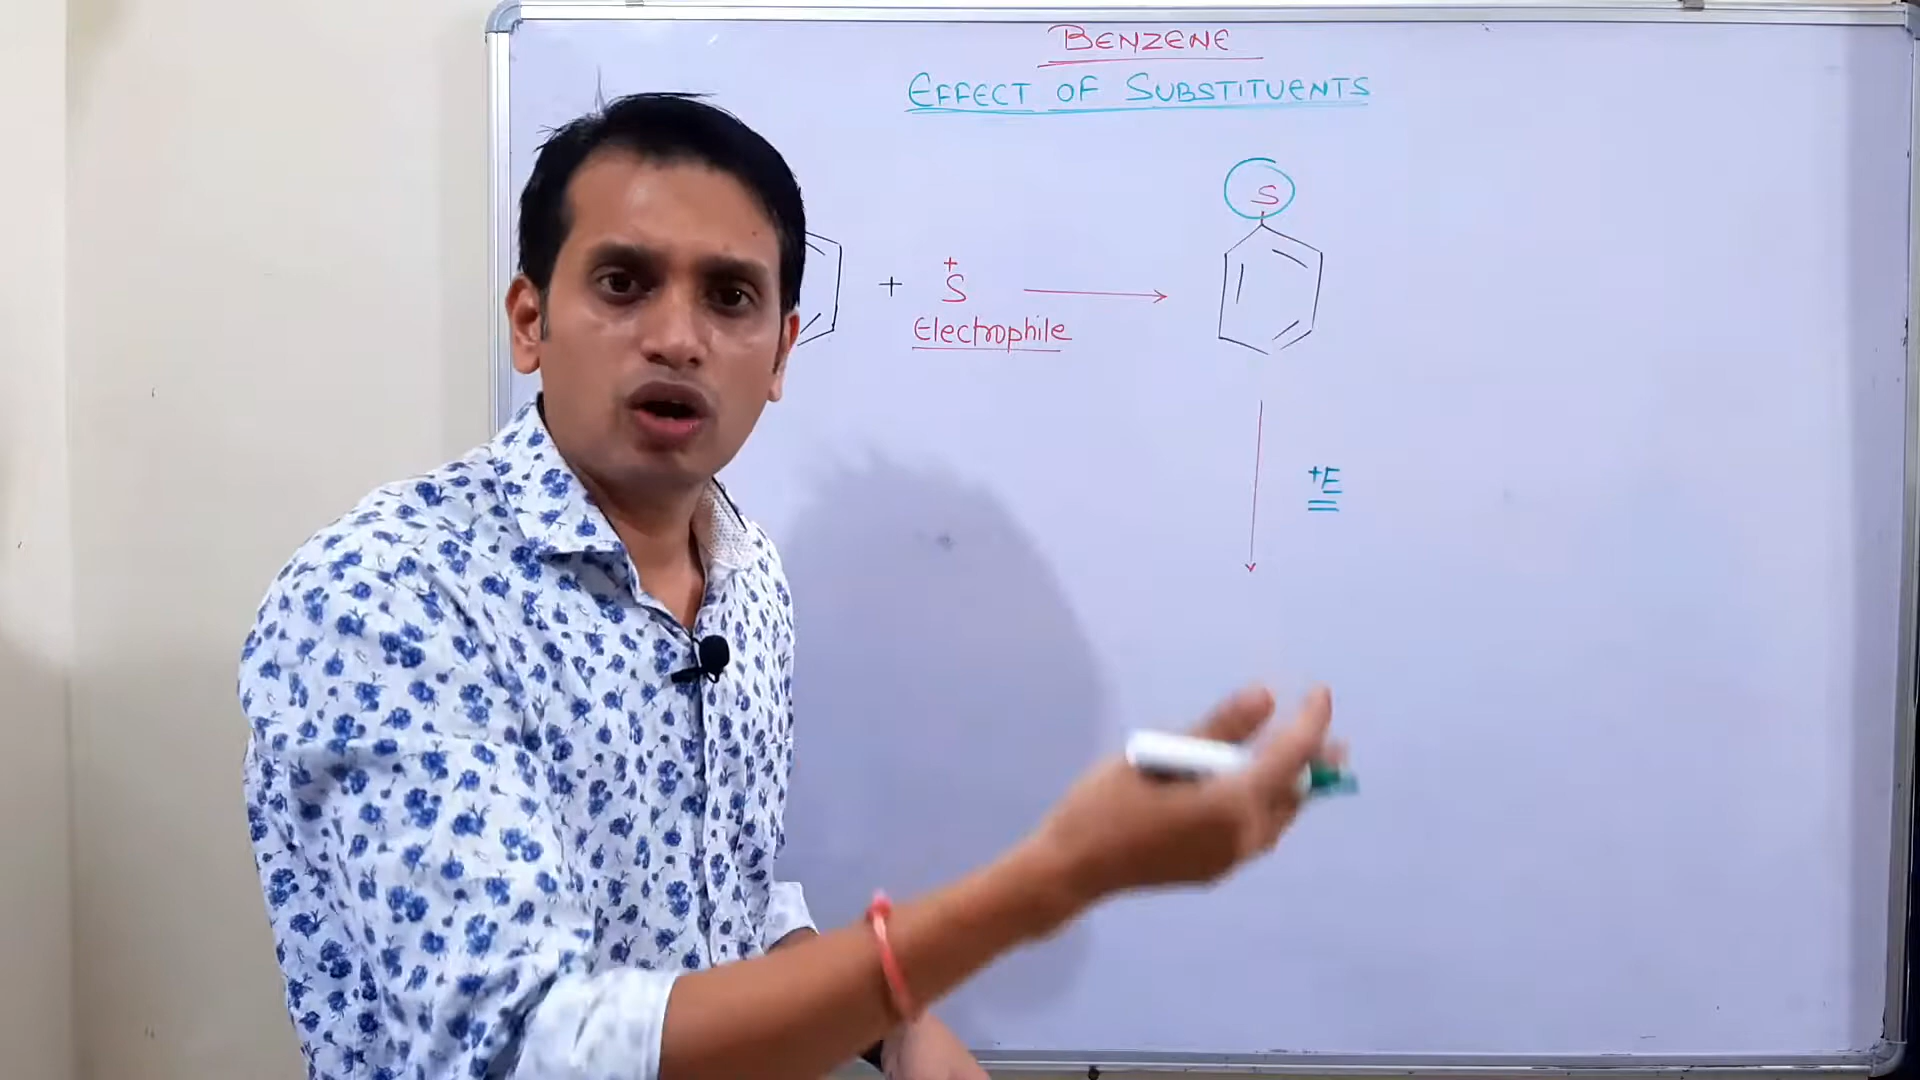 BENZENE
EFFECT OF SUBSTITUENTS
S
+
+ S
Electrophile
+E